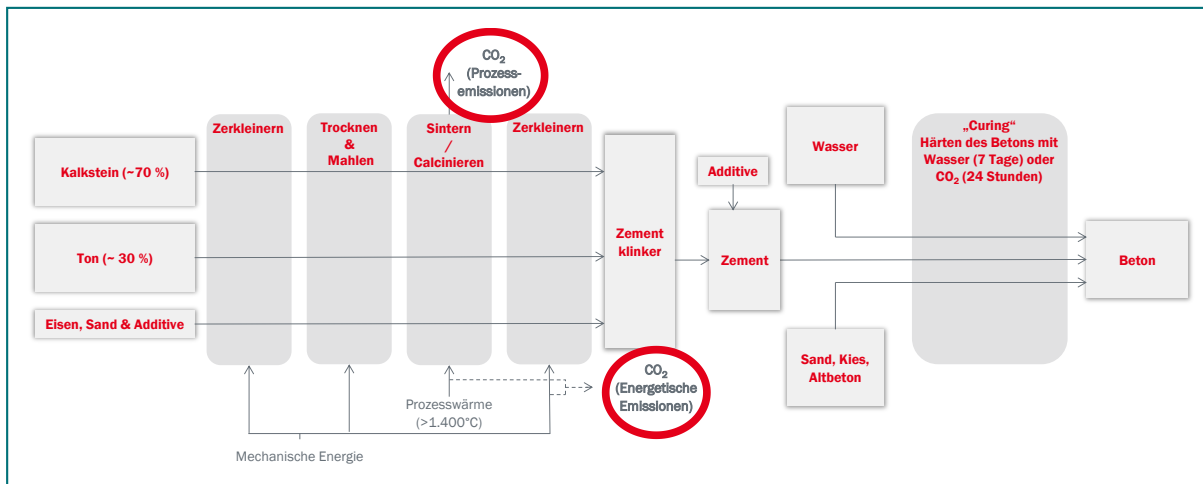 CO₂
(Prozess-
emissionen)
Zerkleinern
Trocknen
& 
Mahlen
Sintern
/
Calcinieren
Zerkleinern
„Curing“
Härten des Betons mit
Wasser (7 Tage) oder
CO₂ (24 Stunden)
Kalkstein (~70 %)
Wasser
Additive
Ton (~ 30 %)
Zement
klinker
Zement
Beton
Eisen, Sand & Additive
Sand, Kies,
Altbeton
CO₂
(Energetische
Emissionen)
Prozesswärme
(>1.400°C)
Mechanische Energie